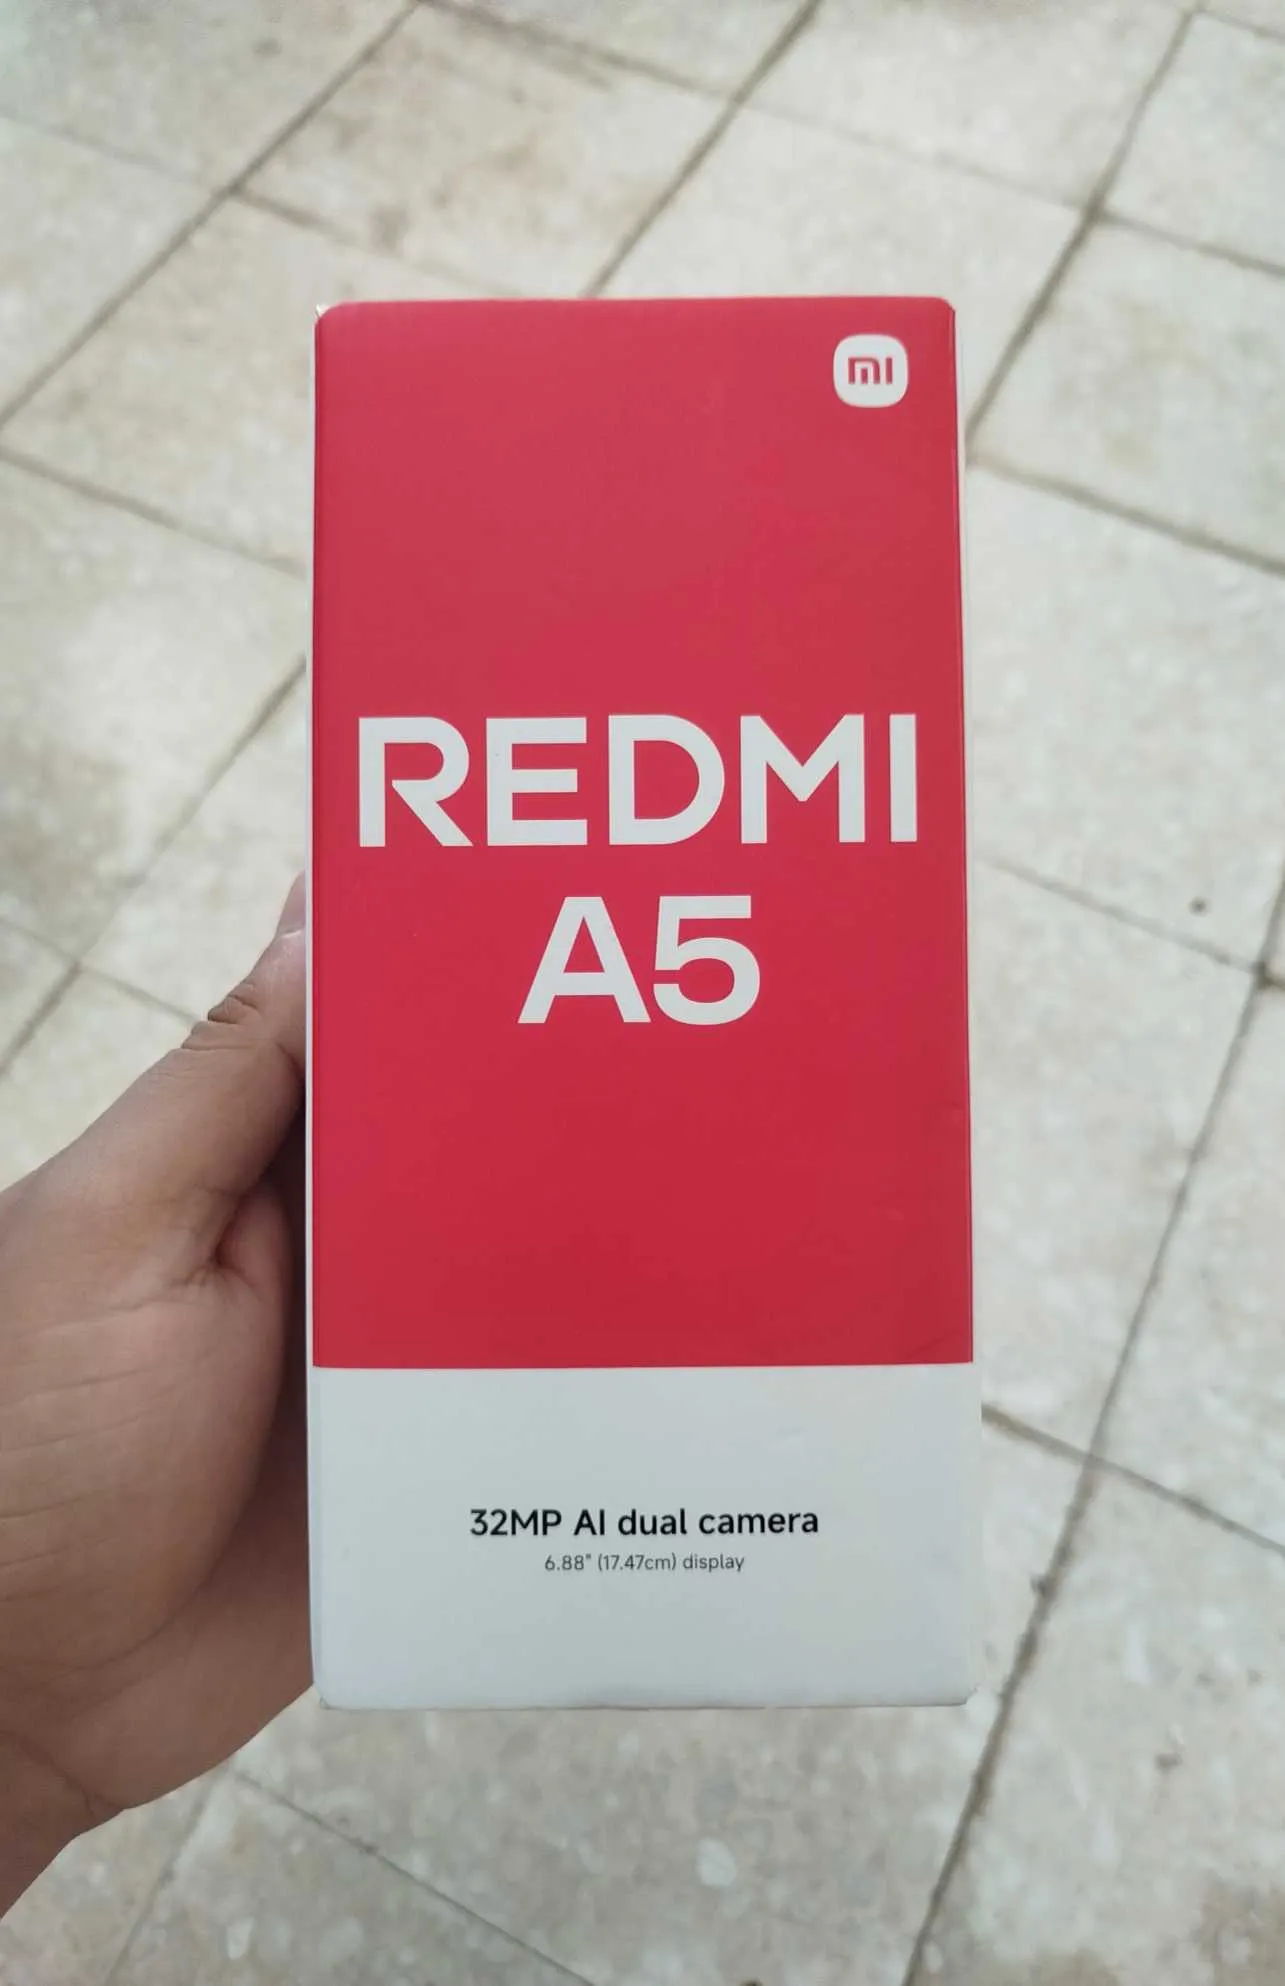 mi
REDMI
A5
32MP AI dual camera
6.88" (17.47cm) display